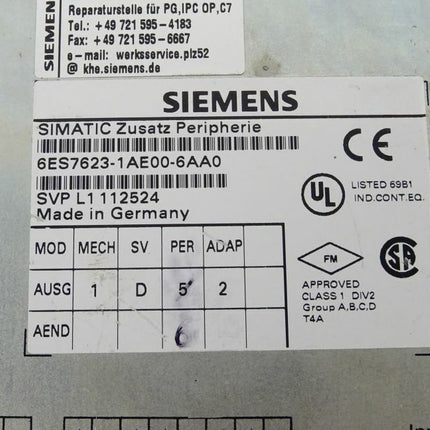 Reparaturstelle für PG,IPC OP,C7
Tel.: +49 721 595-4183
Fax: +49 721 595-6667
e-mail: werksservice.plz52
@ khe.siemens.de
SIEMENS
SIEMENS
SIMATIC Zusatz Peripherie
6ES7623-1AE00-6AA0
SVP L1 112524
Made in Germany
CE
UL
LISTED 69B1
IND.CONT.EQ.
MOD MECH SV PER ADAP
AUSG 1 D 5 2
AEND 6
FM
SA
APPROVED
CLASS 1 DIV2
Group A,B,C,D
T4A